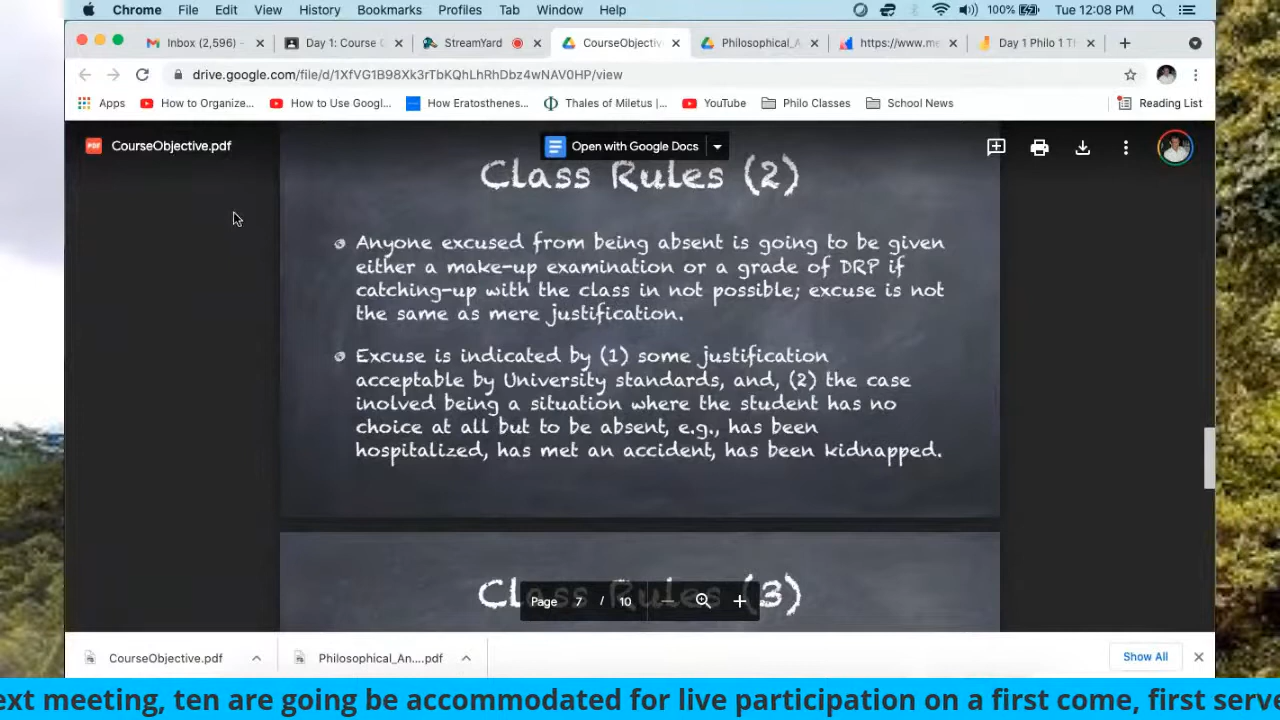 Chrome File Edit View History Bookmarks Profiles Tab Window Help 100% Tue 12:08 PM
Inbox (2,596) - Day 1: Course StreamYard CourseObjective Philosophical_A https://www.me Day 1 Philo 1 T
drive.google.com/file/d/1XfVG1B98Xk3rTbKQhLhRhDbz4wNAV0HP/view
Apps How to Organize... How to Use Googl... How Eratosthenes... Thales of Miletus |... YouTube Philo Classes School News Reading List
PDF CourseObjective.pdf Open with Google Docs
Class Rules (2)
Anyone excused from being absent is going to be given
either a make-up examination or a grade of DRP if
catching-up with the class in not possible; excuse is not
the same as mere justification.
Excuse is indicated by (1) some justification
acceptable by University standards, and, (2) the case
inolved being a situation where the student has no
choice at all but to be absent, e.g., has been
hospitalized, has met an accident, has been kidnapped.
Class Rules (3)
Page 7 / 10
CourseObjective.pdf Philosophical_An....pdf Show All
ext meeting, ten are going be accommodated for live participation on a first come, first serve